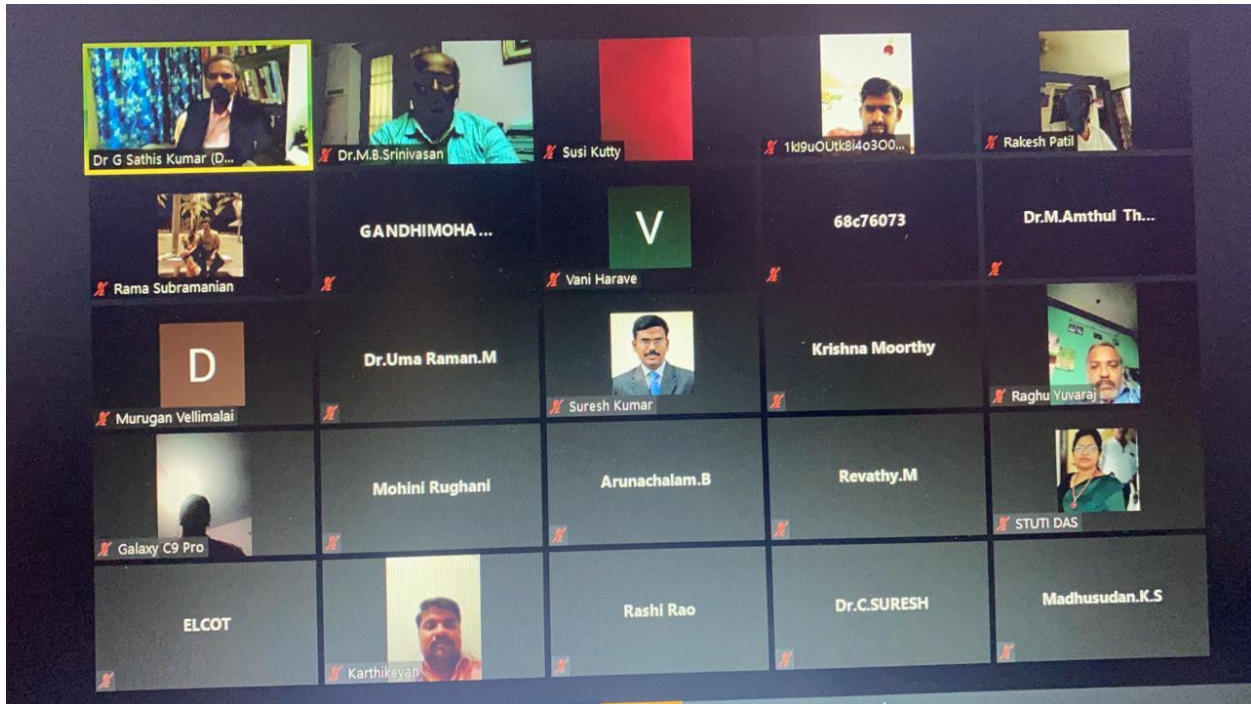 Dr G Sathis Kumar (D...
Dr.M.B.Srinivasan
Susi Kutty
1kl9uOUtk8i4o3O0...
Rakesh Patil
Rama Subramanian
GANDHIMOHA...
V
Vani Harave
68c76073
Dr.M.Amthul Th...
D
Murugan Vellimalai
Dr.Uma Raman.M
Suresh Kumar
Krishna Moorthy
Raghu Yuvaraj
Galaxy C9 Pro
Mohini Rughani
Arunachalam.B
Revathy.M
STUTI DAS
ELCOT
Karthikeyan
Rashi Rao
Dr.C.SURESH
Madhusudan.K.S